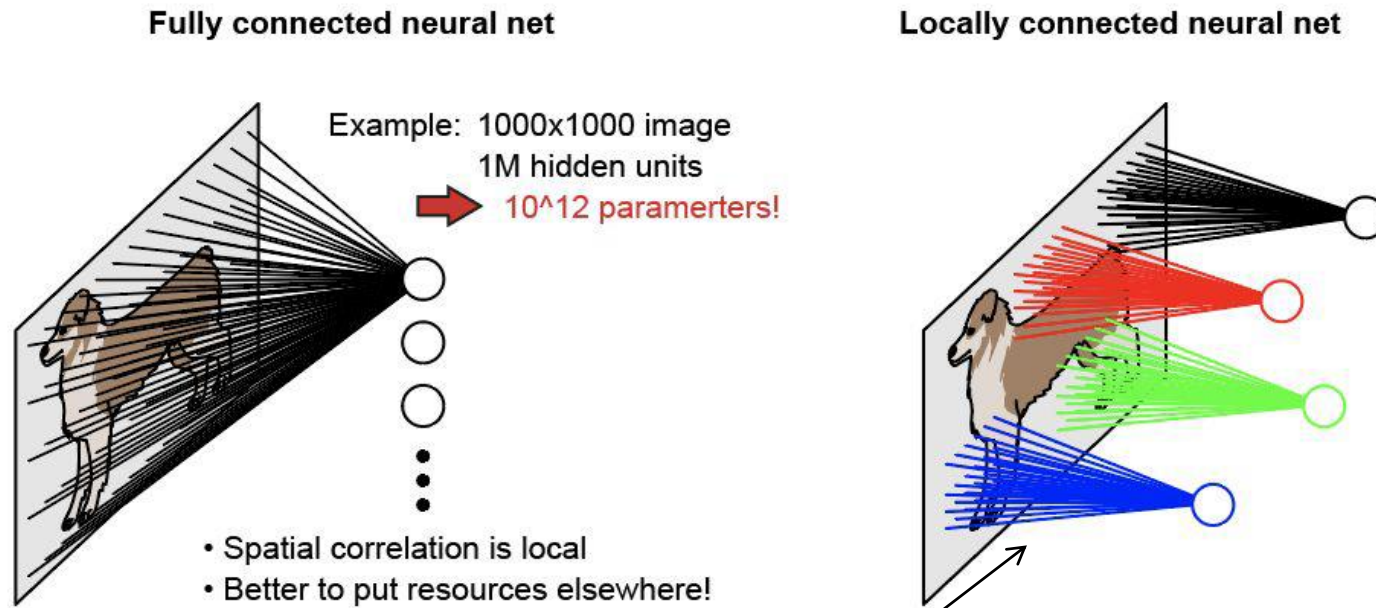 Fully connected neural net
Locally connected neural net
Example: 1000x1000 image
1M hidden units
10^12 paramerters!
• Spatial correlation is local
• Better to put resources elsewhere!